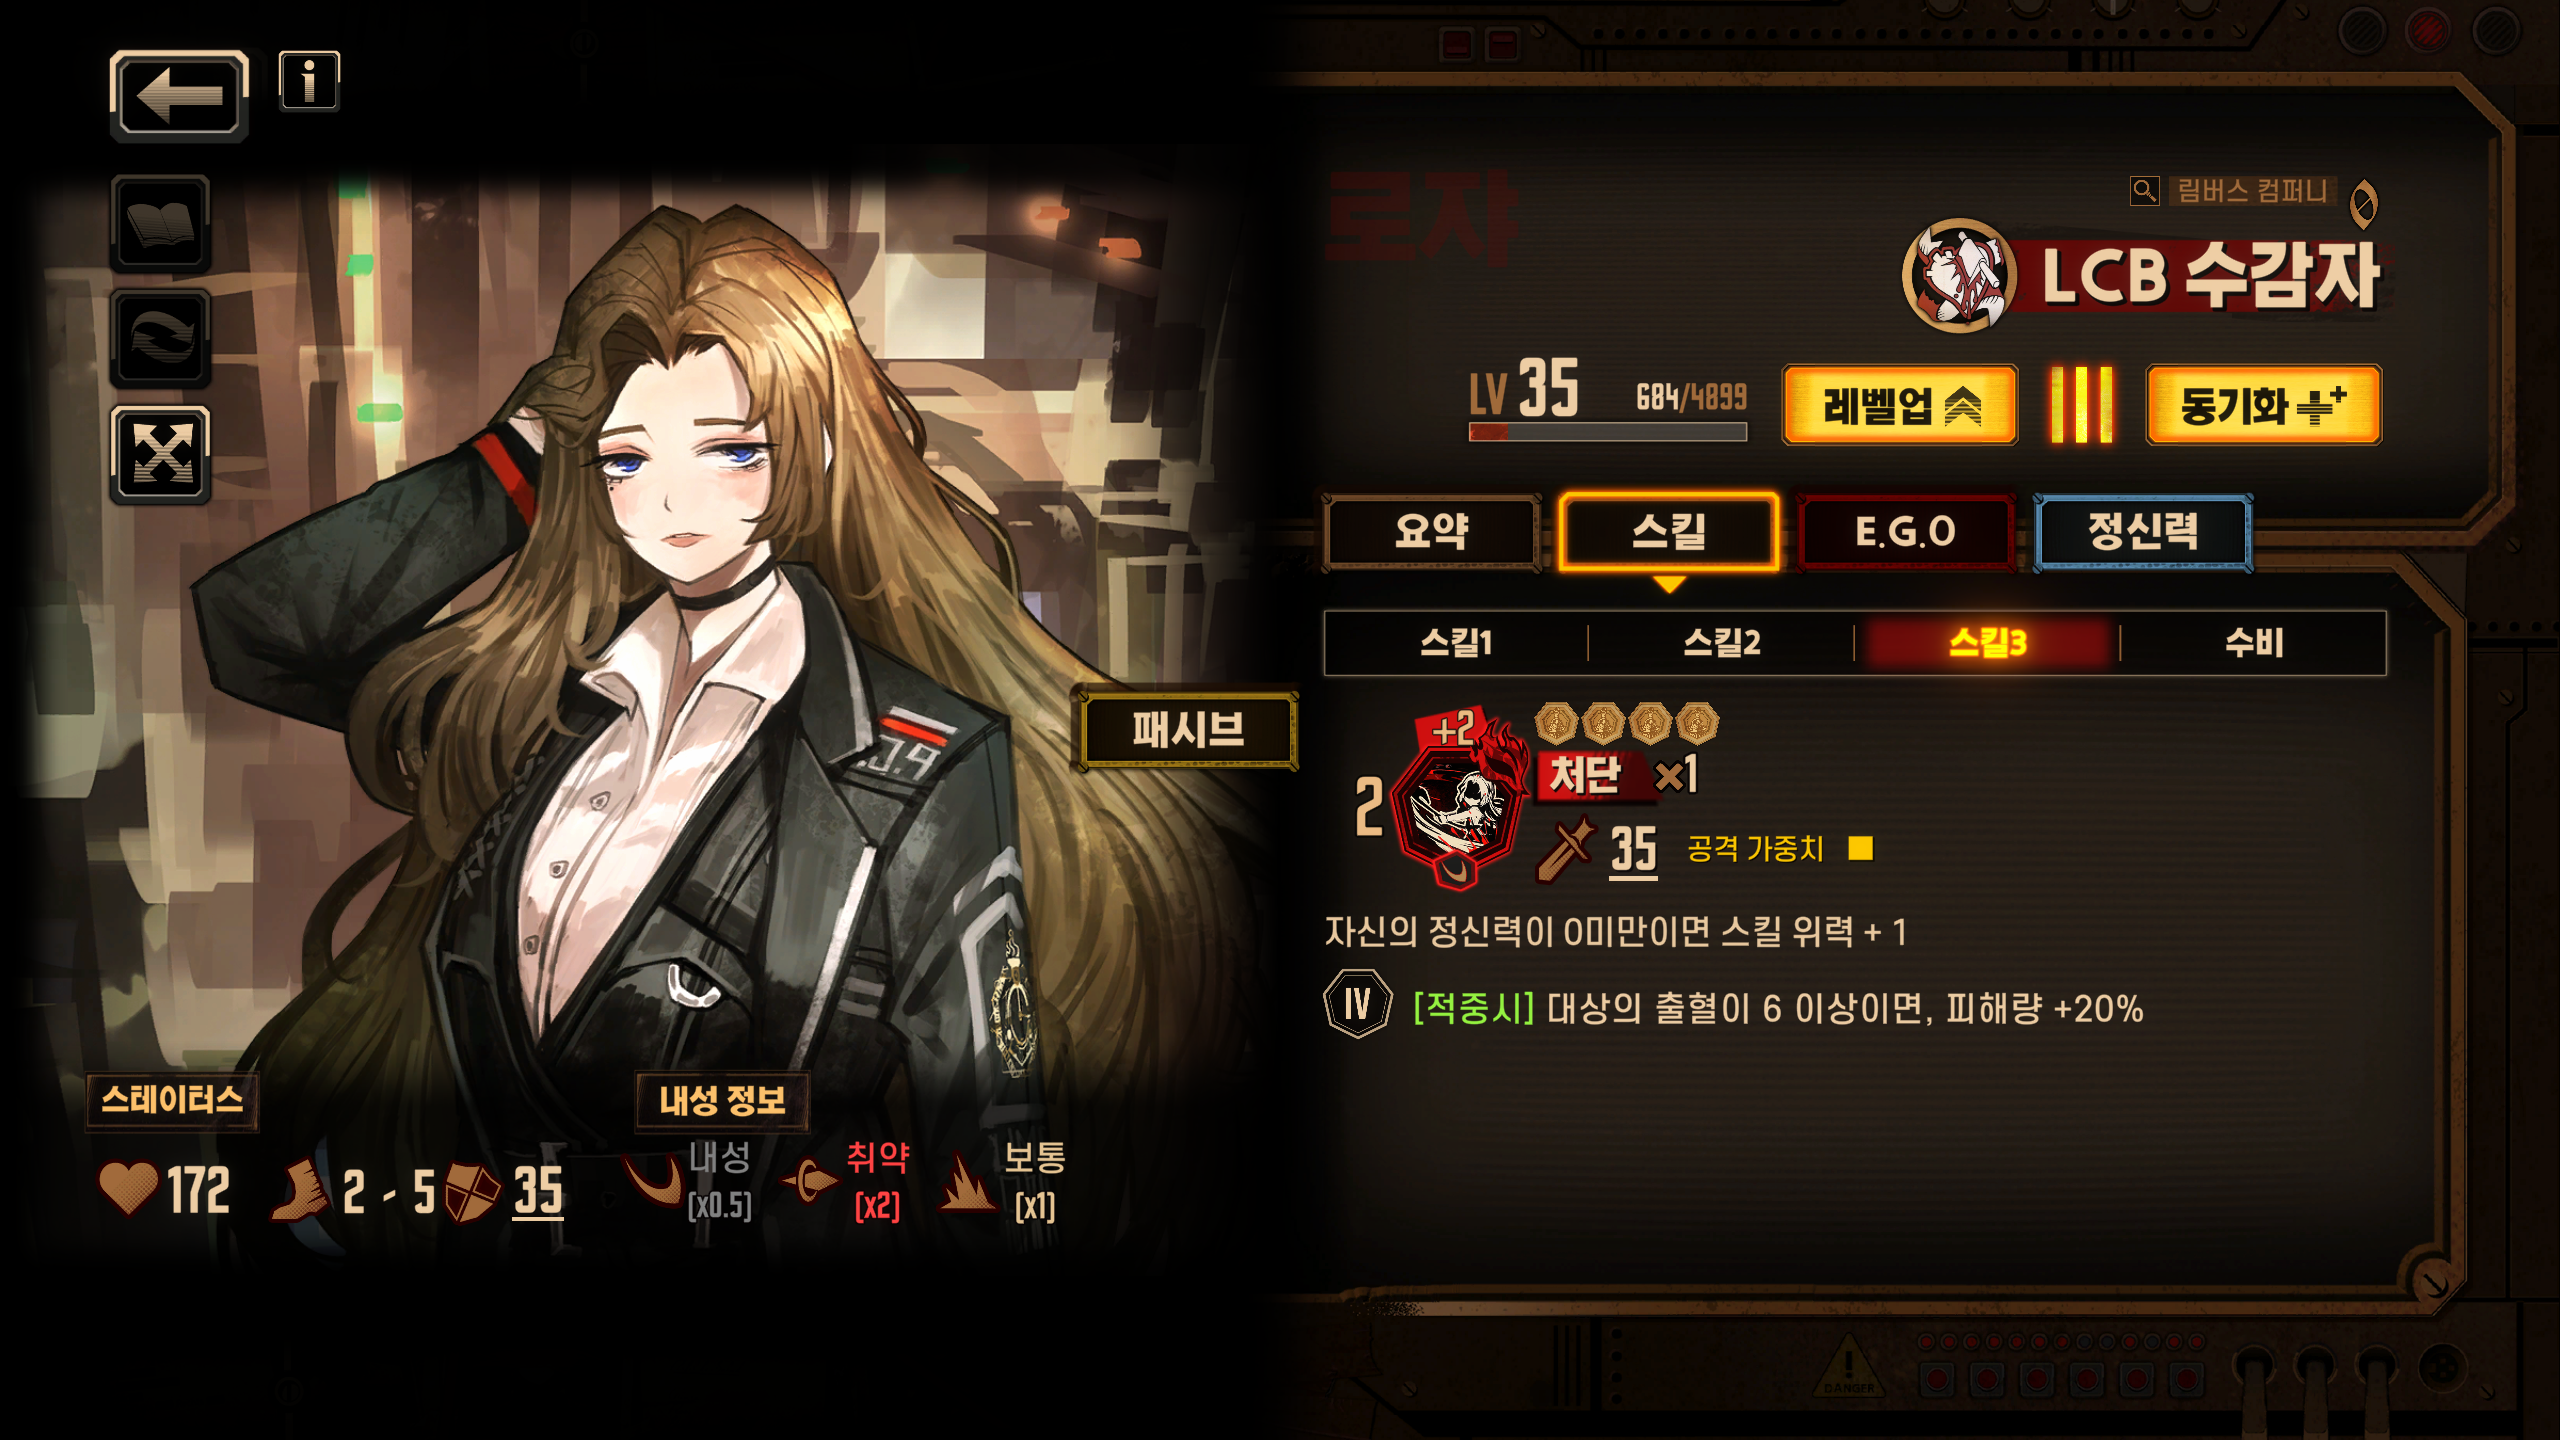 로쟈
림버스 컴퍼니
LCB 수감자
LV 35 684/4899
레벨업
동기화
요약
스킬
E.G.O
정신력
스킬1
스킬2
스킬3
수비
패시브
+2
2
처단 ×1
35 공격 가중치
자신의 정신력이 0미만이면 스킬 위력 + 1
IV [적중시] 대상의 출혈이 6 이상이면, 피해량 +20%
스테이터스
172
2 - 5
35
내성 정보
내성 [x0.5]
취약 [x2]
보통 [x1]
DANGER